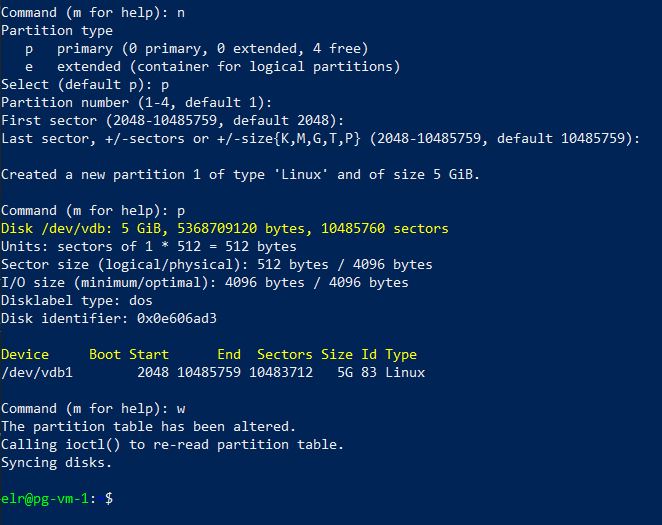 Command (m for help): n
Partition type
   p   primary (0 primary, 0 extended, 4 free)
   e   extended (container for logical partitions)
Select (default p): p
Partition number (1-4, default 1):
First sector (2048-10485759, default 2048):
Last sector, +/-sectors or +/-size{K,M,G,T,P} (2048-10485759, default 10485759):

Created a new partition 1 of type 'Linux' and of size 5 GiB.

Command (m for help): p
Disk /dev/vdb: 5 GiB, 5368709120 bytes, 10485760 sectors
Units: sectors of 1 * 512 = 512 bytes
Sector size (logical/physical): 512 bytes / 4096 bytes
I/O size (minimum/optimal): 4096 bytes / 4096 bytes
Disklabel type: dos
Disk identifier: 0x0e606ad3

Device     Boot Start      End  Sectors Size Id Type
/dev/vdb1        2048 10485759 10483712   5G 83 Linux

Command (m for help): w
The partition table has been altered.
Calling ioctl() to re-read partition table.
Syncing disks.

elr@pg-vm-1: $